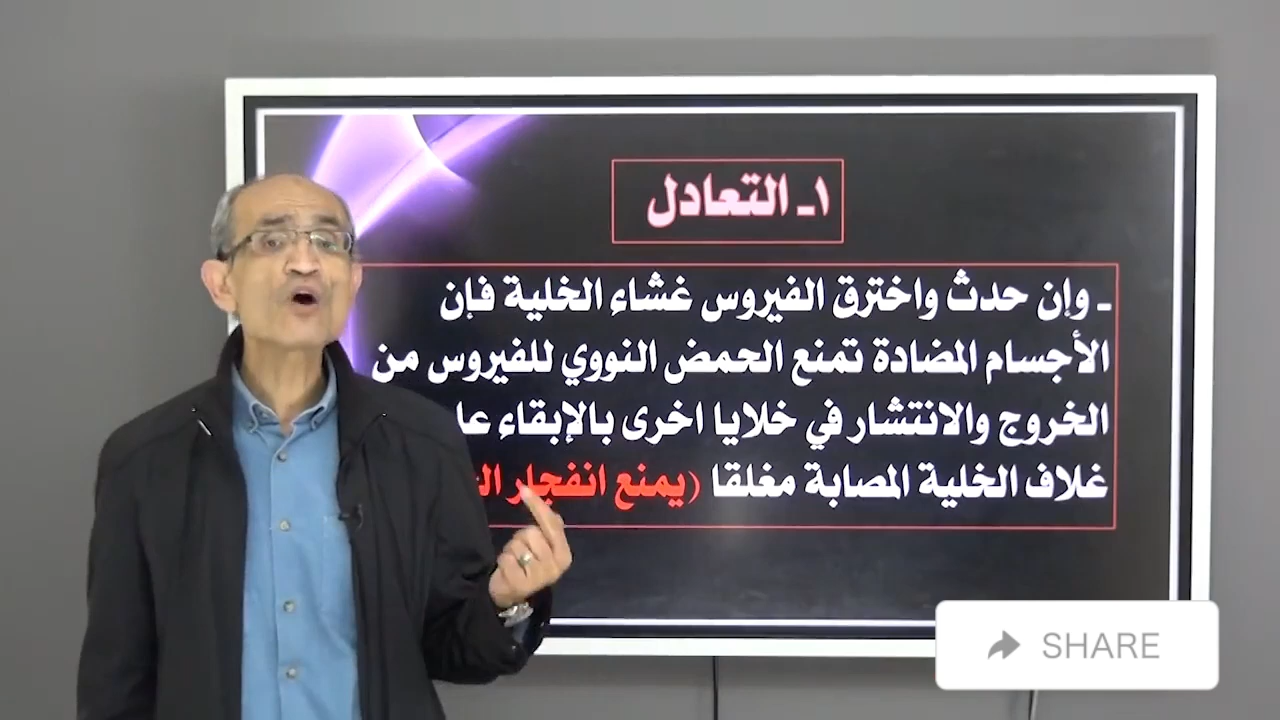 ١ـ التعادل
ـ وإن حدث واخترق الفيروس غشاء الخلية فإن
الأجسام المضادة تمنع الحمض النووي للفيروس من
الخروج والانتشار في خلايا اخرى بالإبقاء
غلاف الخلية المصابة مغلقا (يمنع انفجار
SHARE